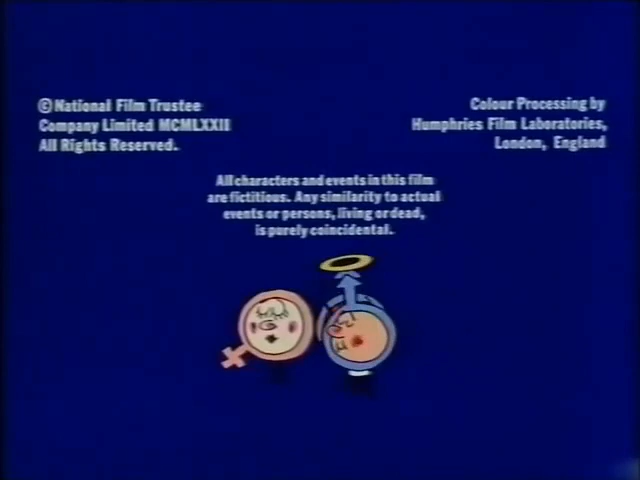 © National Film Trustee
Company Limited MCMLXXII
All Rights Reserved.
Colour Processing by
Humphries Film Laboratories,
London, England
All characters and events in this film
are fictitious. Any similarity to actual
events or persons, living or dead,
is purely coincidental.